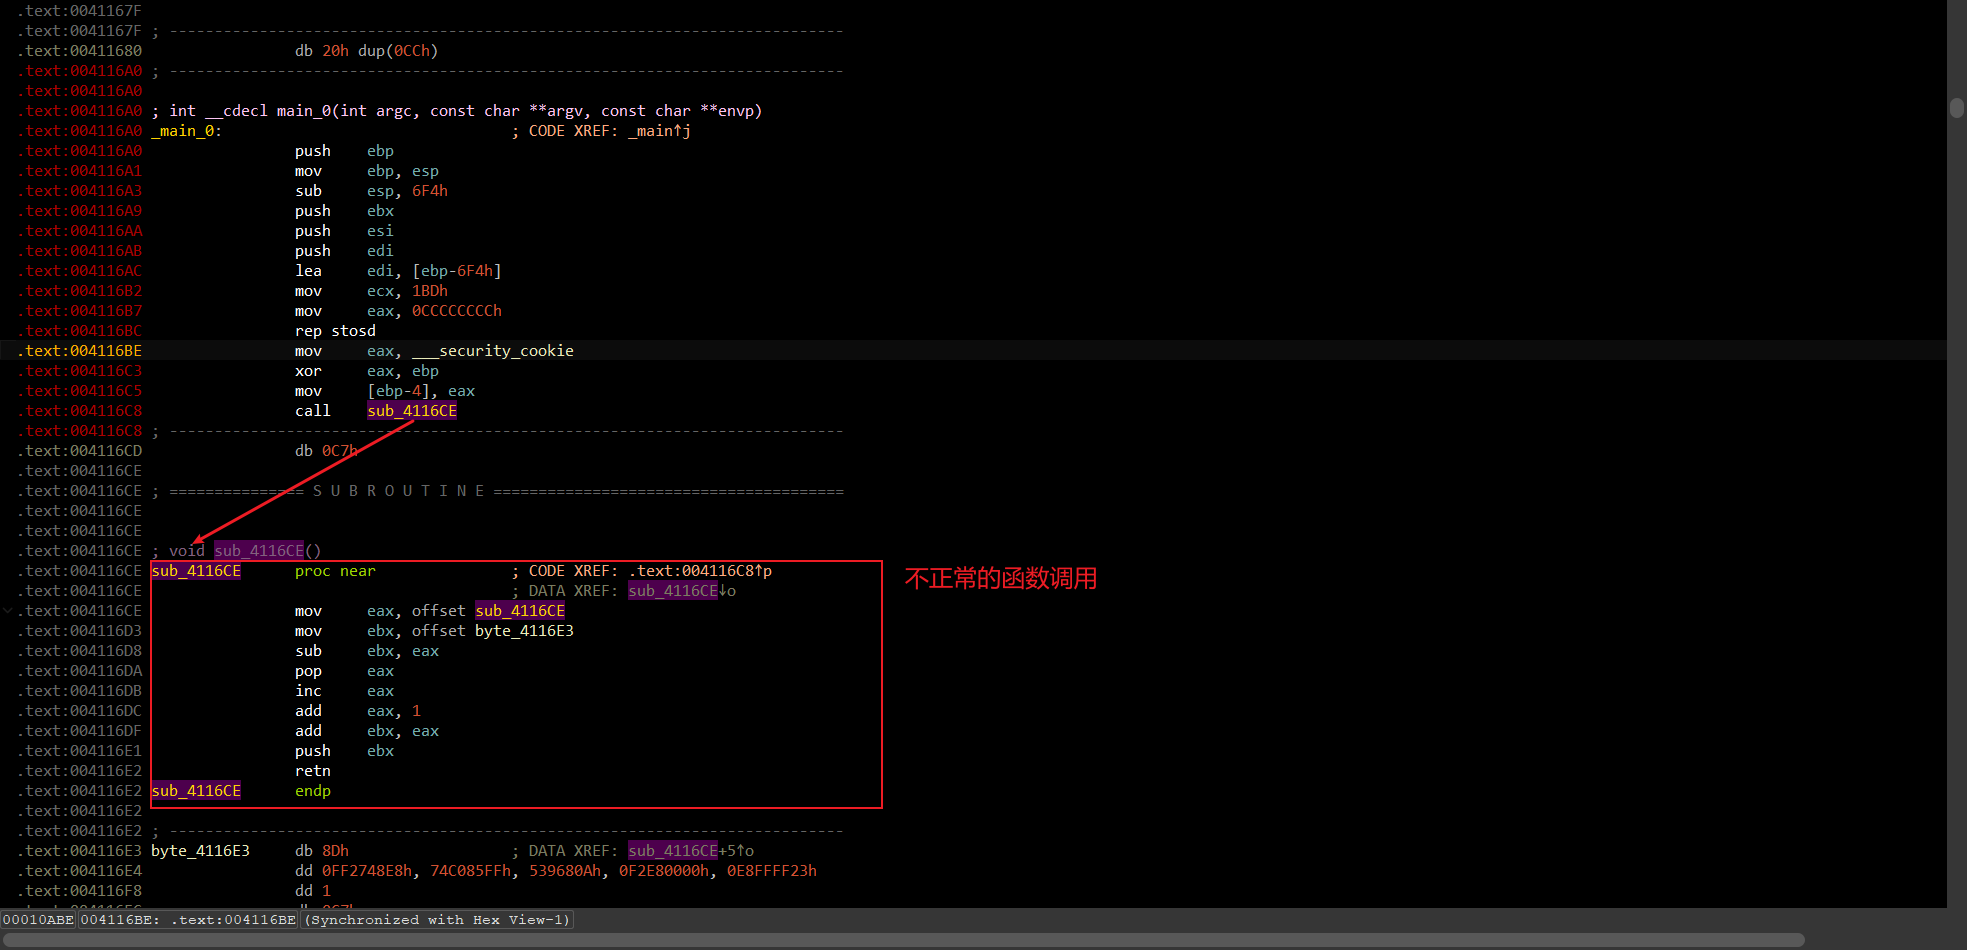 .text:0041167F
.text:0041167F ; ---------------------------------------------------------------------------
.text:00411680 db 20h dup(0CCh)
.text:004116A0 ; ---------------------------------------------------------------------------
.text:004116A0
.text:004116A0 ; int __cdecl main_0(int argc, const char **argv, const char **envp)
.text:004116A0 _main_0: ; CODE XREF: _main↑j
.text:004116A0 push ebp
.text:004116A1 mov ebp, esp
.text:004116A3 sub esp, 6F4h
.text:004116A9 push ebx
.text:004116AA push esi
.text:004116AB push edi
.text:004116AC lea edi, [ebp-6F4h]
.text:004116B2 mov ecx, 1BDh
.text:004116B7 mov eax, 0CCCCCCCCh
.text:004116BC rep stosd
.text:004116BE mov eax, ___security_cookie
.text:004116C3 xor eax, ebp
.text:004116C5 mov [ebp-4], eax
.text:004116C8 call sub_4116CE
.text:004116C8 ; ---------------------------------------------------------------------------
.text:004116CD db 0C7h
.text:004116CE
.text:004116CE ; =============== S U B R O U T I N E =======================================
.text:004116CE
.text:004116CE
.text:004116CE ; void sub_4116CE()
.text:004116CE sub_4116CE proc near ; CODE XREF: .text:004116C8↑p
不正常的函数调用
.text:004116CE ; DATA XREF: sub_4116CE↓o
.text:004116CE mov eax, offset sub_4116CE
.text:004116D3 mov ebx, offset byte_4116E3
.text:004116D8 sub ebx, eax
.text:004116DA pop eax
.text:004116DB inc eax
.text:004116DC add eax, 1
.text:004116DF add ebx, eax
.text:004116E1 push ebx
.text:004116E2 retn
.text:004116E2 sub_4116CE endp
.text:004116E2
.text:004116E2 ; ---------------------------------------------------------------------------
.text:004116E3 byte_4116E3 db 8Dh ; DATA XREF: sub_4116CE+5↑o
.text:004116E4 dd 0FF2748E8h, 74C085FFh, 539680Ah, 0F2E80000h, 0E8FFFF23h
.text:004116F8 dd 1
00010ABE 004116BE: .text:004116BE (Synchronized with Hex View-1)